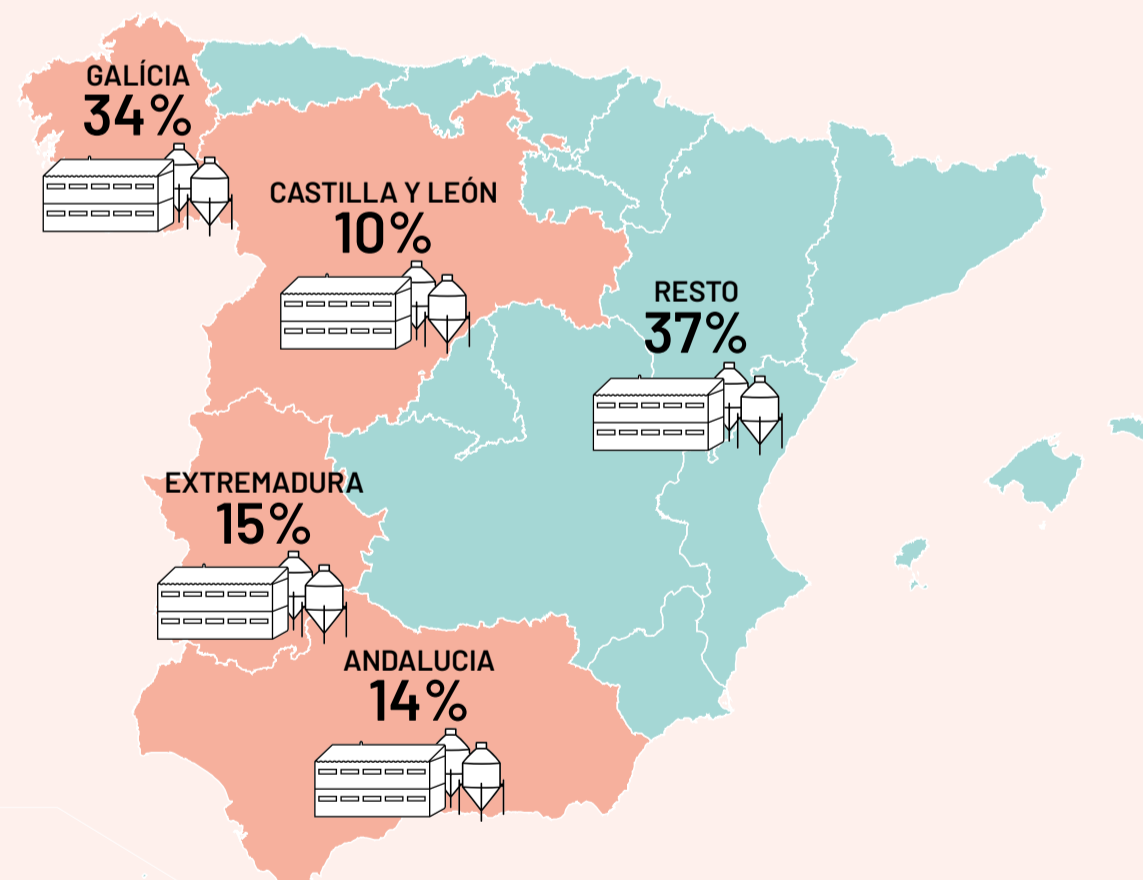 GALÍCIA
34%
CASTILLA Y LEÓN
10%
RESTO
37%
EXTREMADURA
15%
ANDALUCIA
14%